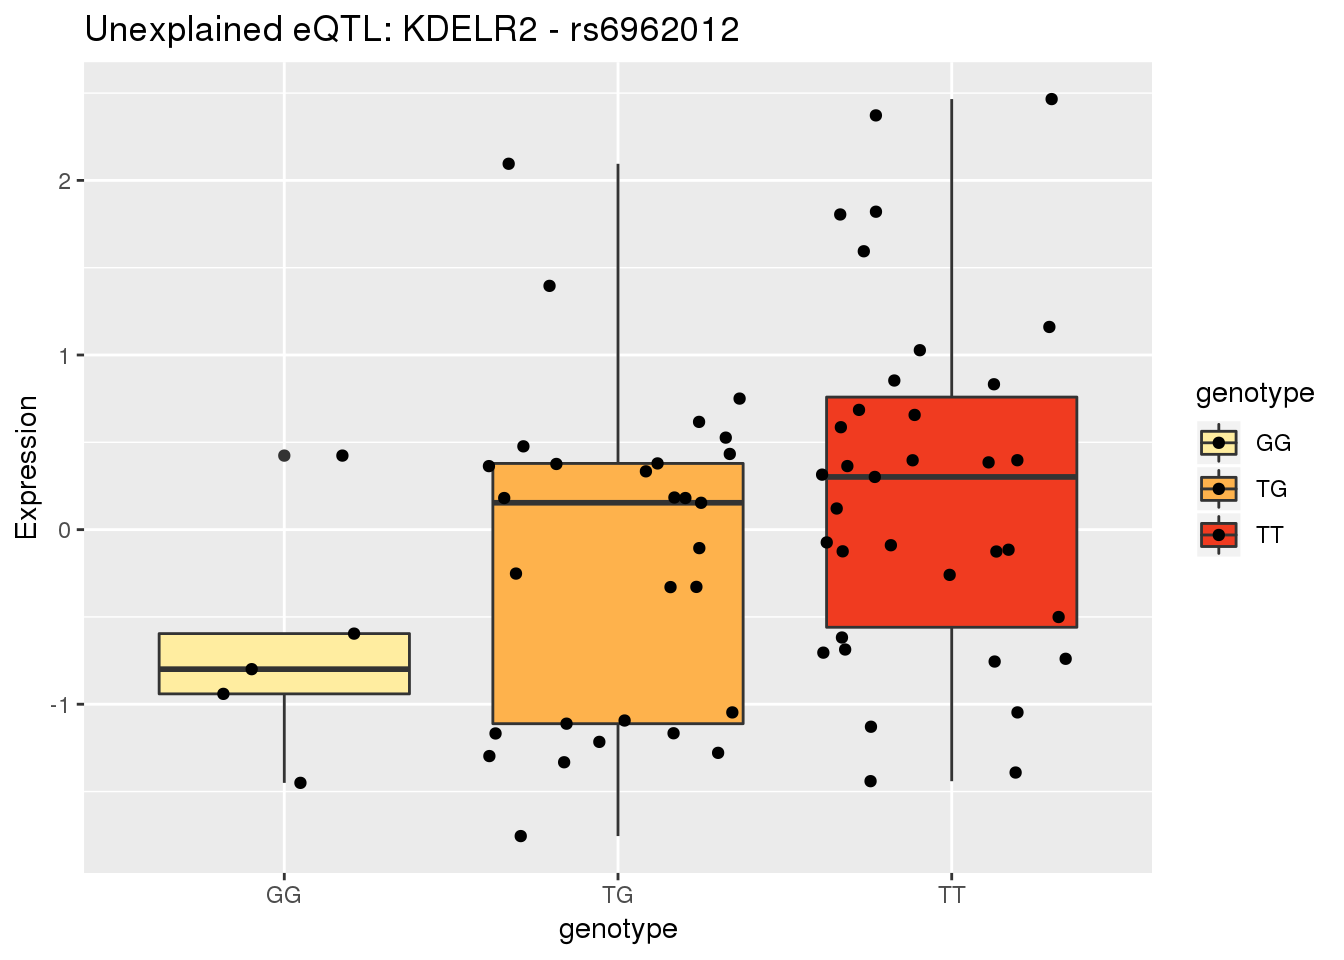 Unexplained eQTL: KDELR2 - rs6962012
Expression
2
1
0
-1
GG
TG
TT
genotype
genotype
GG
TG
TT